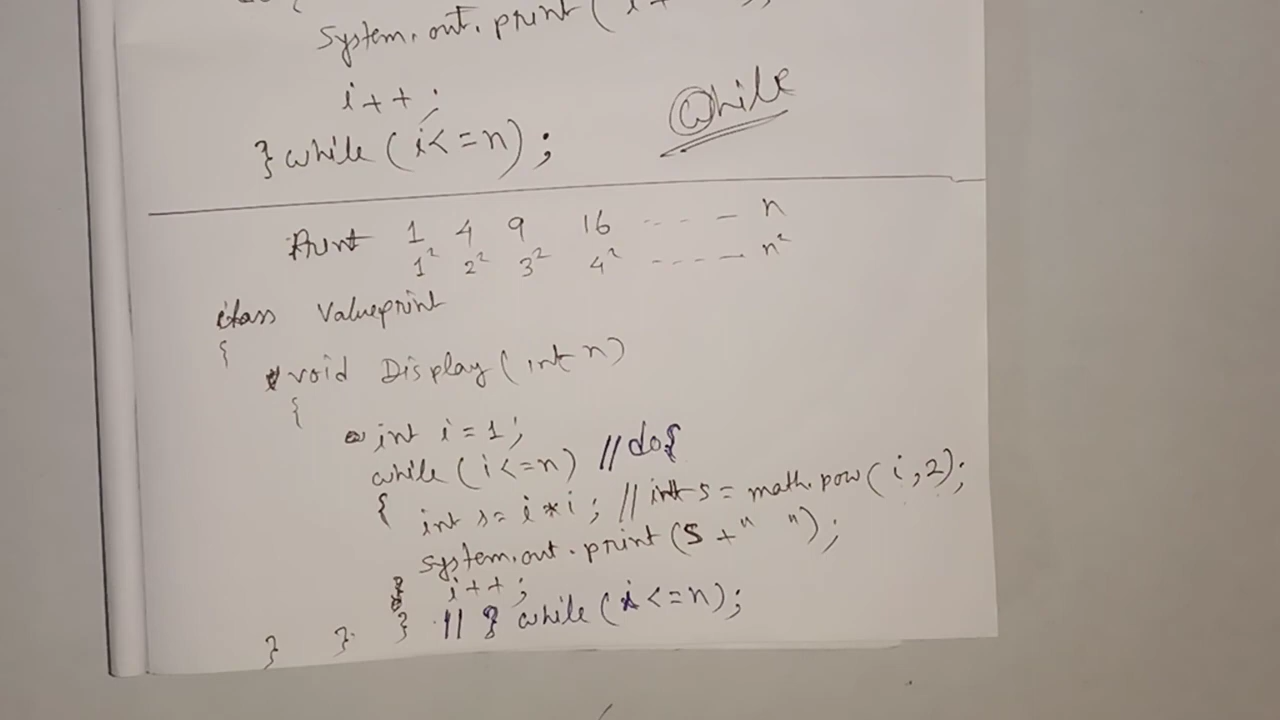 System.out.print(i+
i++;
} while (i<=n);
While
Print 1 4 9 16 ---- — n
1² 2² 3² 4² ----- — n²
class Valueprint
{
void Display (int n)
{
int i = 1;
while (i<=n) // do{
{ int s = i*i; // int s = math.pow(i,2);
System.out.print(s+" ");
i++;
} } } // } while (i<=n);